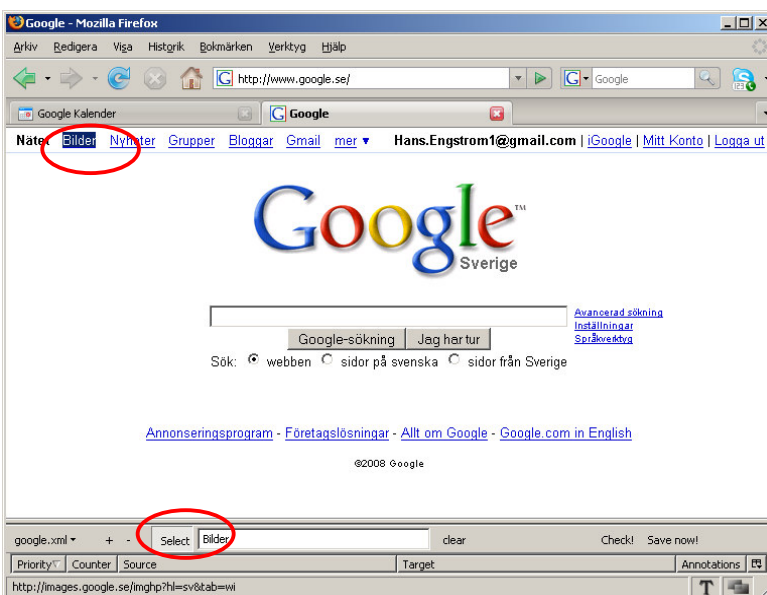 Google - Mozilla Firefox
Arkiv Redigera Visa Historik Bokmärken Verktyg Hjälp
http://www.google.se/ G Google 123
Google Kalender G Google
Nätet Bilder Nyheter Grupper Bloggar Gmail mer ▼ Hans.Engstrom1@gmail.com | iGoogle | Mitt Konto | Logga ut
Google™
Sverige
Avancerad sökning
Inställningar
Språkverktyg
Google-sökning Jag har tur
Sök: webben sidor på svenska sidor från Sverige
Annonseringsprogram - Företagslösningar - Allt om Google - Google.com in English
©2008 Google
google.xml ▾ + - Select Bilder clear Check! Save now!
Priority Counter Source Target Annotations
http://images.google.se/imghp?hl=sv&tab=wi T